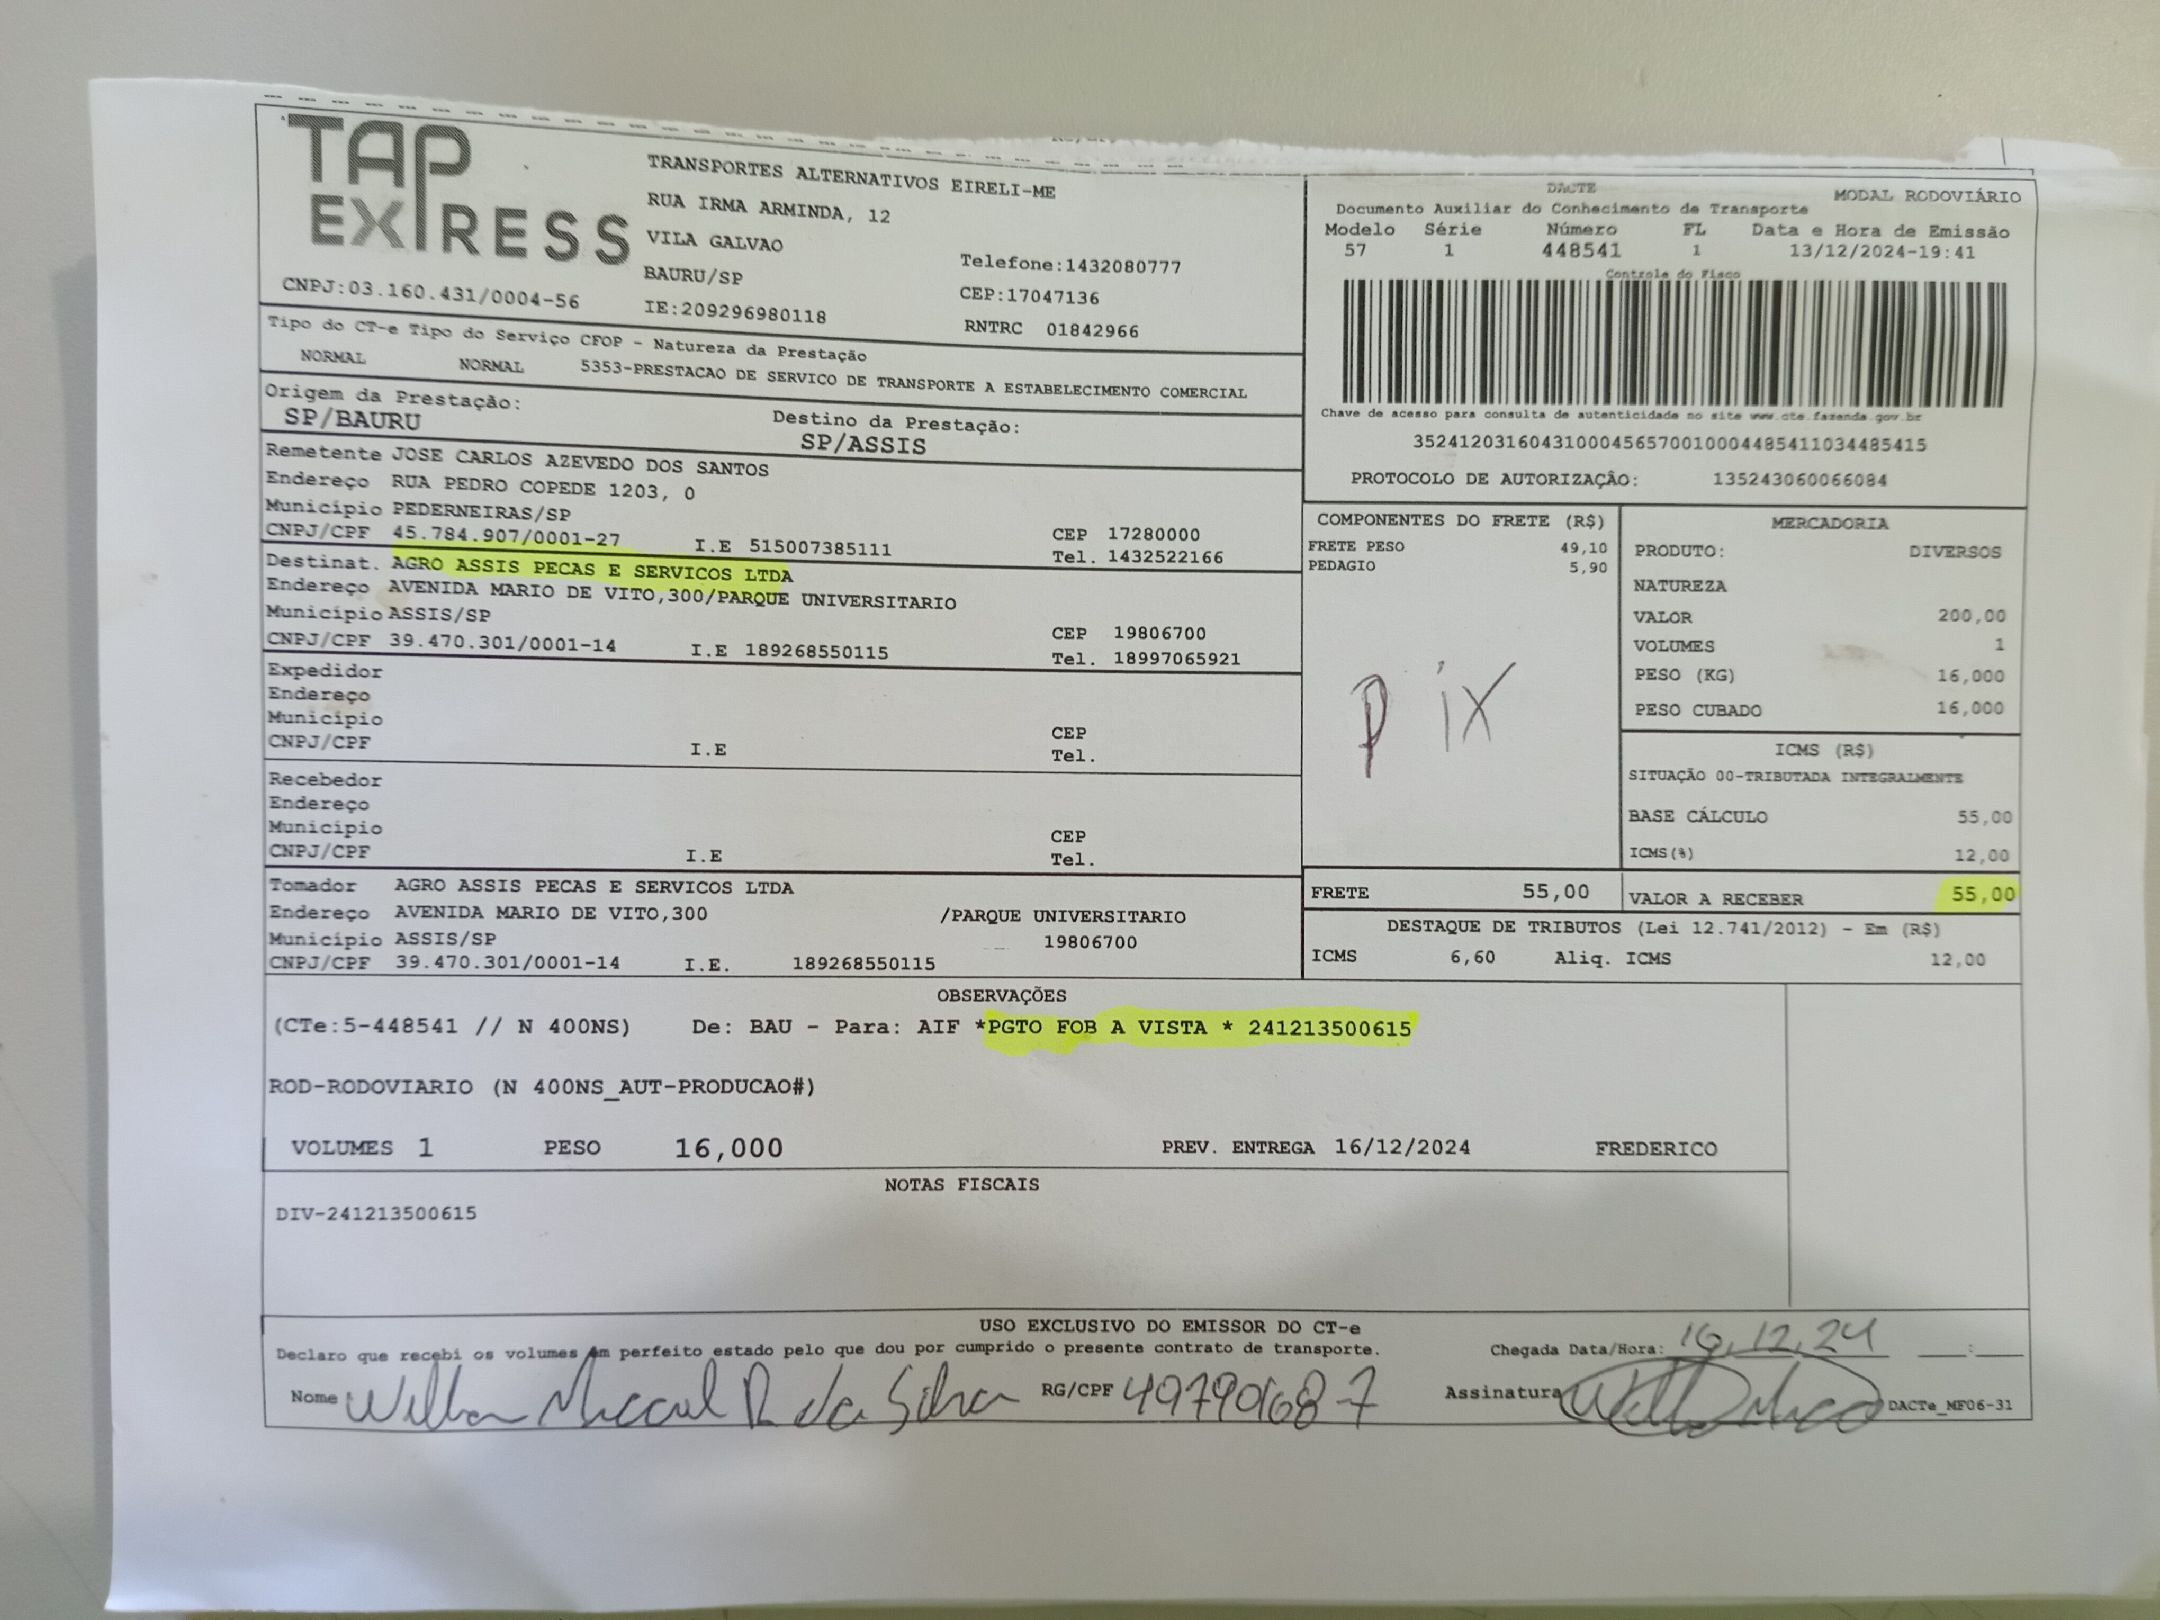 TAP
EXPRESS
TRANSPORTES ALTERNATIVOS EIRELI-ME
RUA IRMA ARMINDA, 12
VILA GALVAO
BAURU/SP
Telefone:1432080777
CEP:17047136
CNPJ:03.160.431/0004-56
IE:209296980118
RNTRC 01842966
DACTE
MODAL RODOVIÁRIO
Documento Auxiliar do Conhecimento de Transporte
Modelo Série Número FL Data e Hora de Emissão
57 1 448541 1 13/12/2024-19:41
Controle do Fisco
Chave de acesso para consulta de autenticidade no site www.cte.fazenda.gov.br
35241203160431000456570010004485411034485415
PROTOCOLO DE AUTORIZAÇÂO: 135243060066084
Tipo do CT-e Tipo do Serviço CFOP - Natureza da Prestação
NORMAL NORMAL 5353-PRESTACAO DE SERVICO DE TRANSPORTE A ESTABELECIMENTO COMERCIAL
Origem da Prestação: Destino da Prestação:
SP/BAURU SP/ASSIS
Remetente JOSE CARLOS AZEVEDO DOS SANTOS
Endereço RUA PEDRO COPEDE 1203, 0
Município PEDERNEIRAS/SP
CNPJ/CPF 45.784.907/0001-27 I.E 515007385111
CEP 17280000
Tel. 1432522166
Destinat. AGRO ASSIS PECAS E SERVICOS LTDA
Endereço AVENIDA MARIO DE VITO,300/PARQUE UNIVERSITARIO
Município ASSIS/SP
CNPJ/CPF 39.470.301/0001-14 I.E 189268550115
CEP 19806700
Tel. 18997065921
Expedidor
Endereço
Município
CNPJ/CPF I.E
CEP
Tel.
Recebedor
Endereço
Município
CNPJ/CPF I.E
CEP
Tel.
Tomador AGRO ASSIS PECAS E SERVICOS LTDA
Endereço AVENIDA MARIO DE VITO,300 /PARQUE UNIVERSITARIO
Município ASSIS/SP 19806700
CNPJ/CPF 39.470.301/0001-14 I.E. 189268550115
COMPONENTES DO FRETE (R$)
FRETE PESO 49,10
PEDAGIO 5,90
Pix
MERCADORIA
PRODUTO: DIVERSOS
NATUREZA
VALOR 200,00
VOLUMES 1
PESO (KG) 16,000
PESO CUBADO 16,000
ICMS (R$)
SITUAÇÃO 00-TRIBUTADA INTEGRALMENTE
BASE CÁLCULO 55,00
ICMS(%) 12,00
FRETE 55,00 VALOR A RECEBER 55,00
DESTAQUE DE TRIBUTOS (Lei 12.741/2012) - Em (R$)
ICMS 6,60 Aliq. ICMS 12,00
OBSERVAÇÕES
(CTe:5-448541 // N 400NS) De: BAU - Para: AIF *PGTO FOB A VISTA * 241213500615
ROD-RODOVIARIO (N 400NS_AUT-PRODUCAO#)
VOLUMES 1 PESO 16,000 PREV. ENTREGA 16/12/2024 FREDERICO
NOTAS FISCAIS
DIV-241213500615
USO EXCLUSIVO DO EMISSOR DO CT-e
Declaro que recebi os volumes em perfeito estado pelo que dou por cumprido o presente contrato de transporte.
Chegada Data/Hora: 16,12,24 :
Nome da Silva RG/CPF Assinatura DACTe_MF06-31